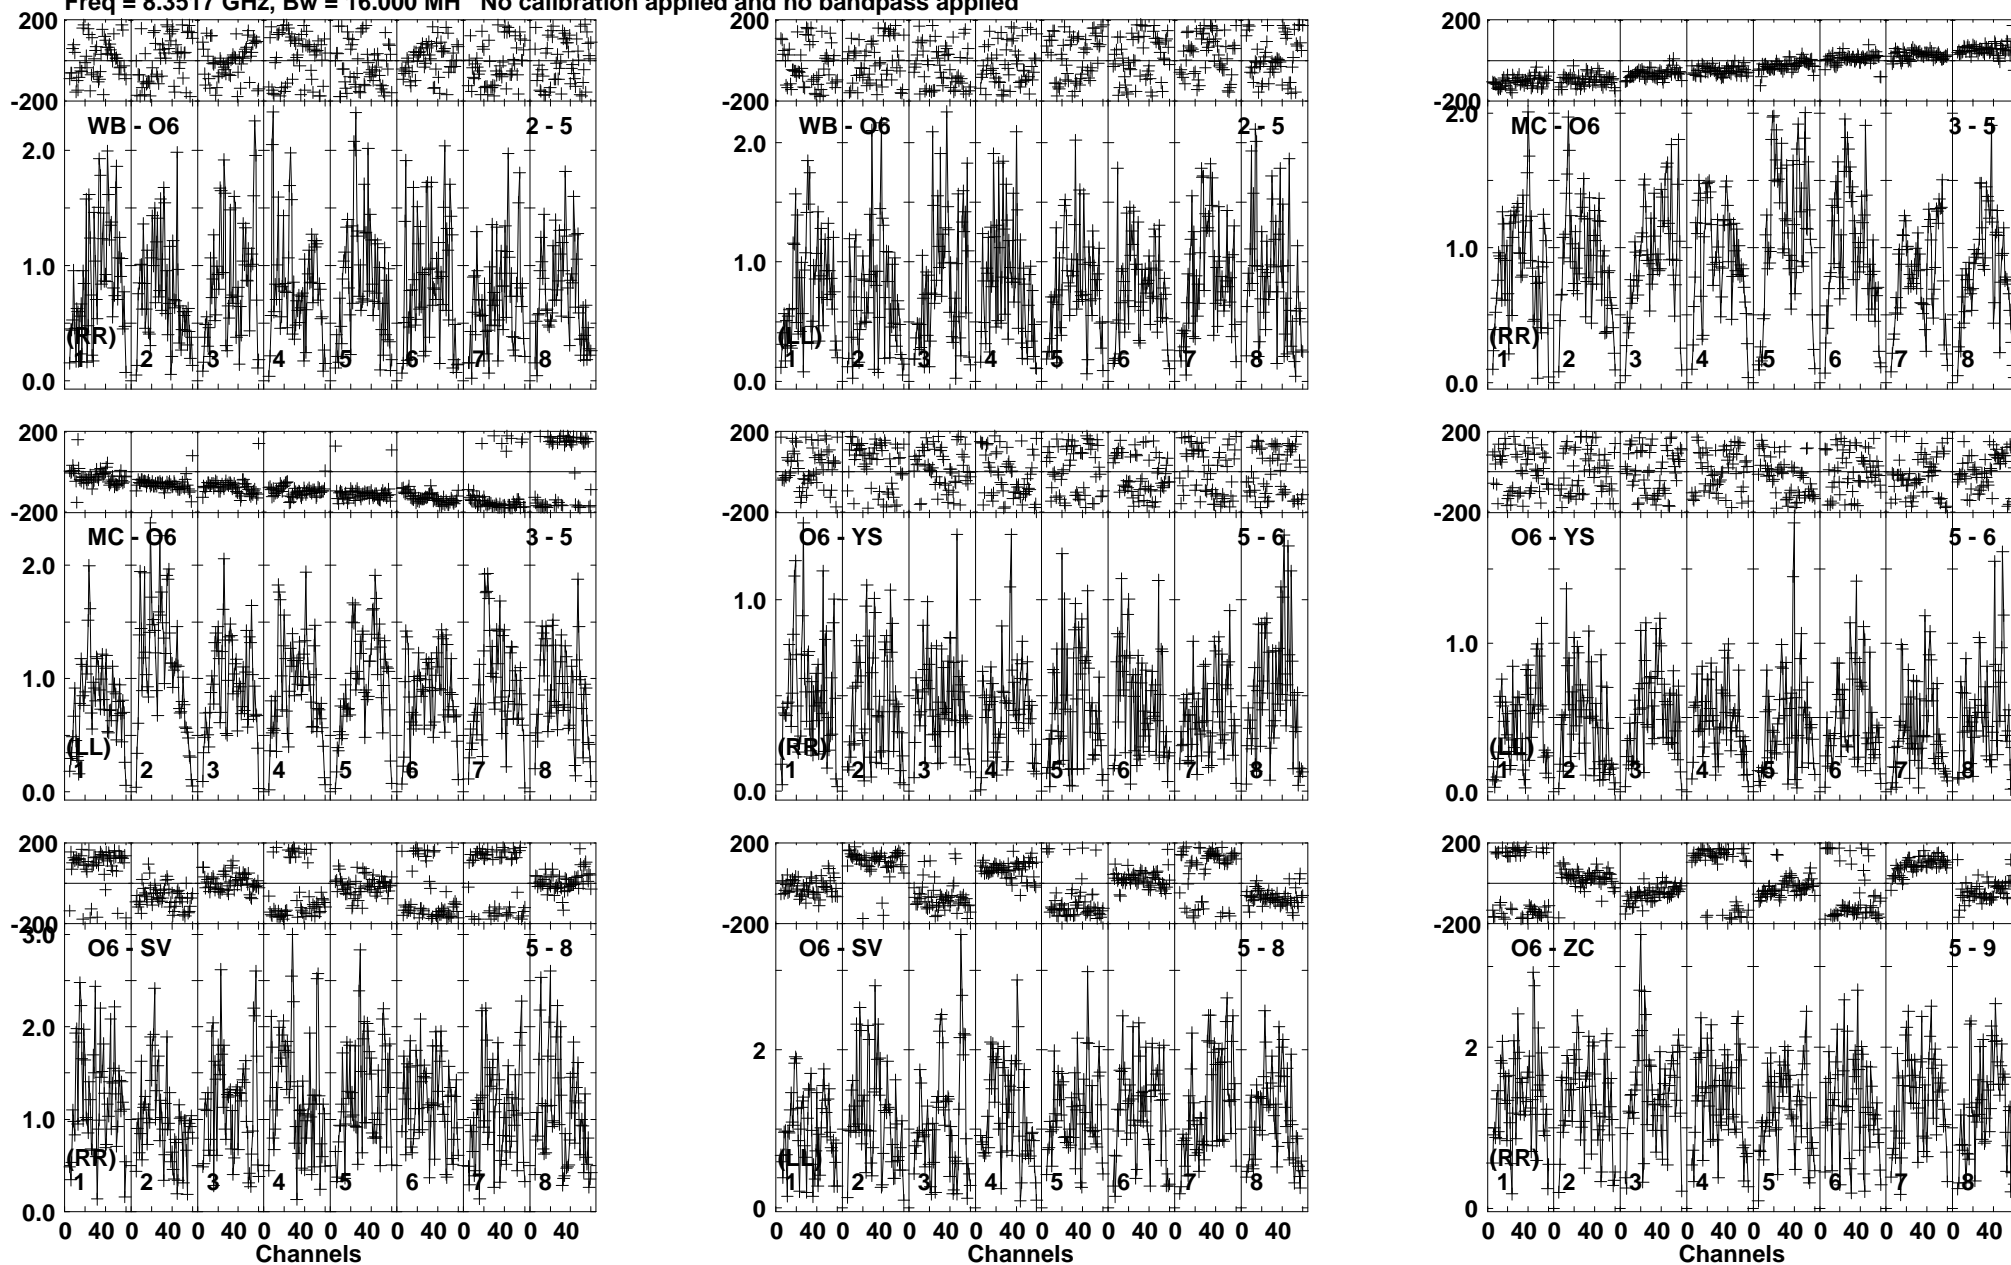 Freq = 8.3517 GHz, Bw = 16.000 MH No calibration applied and no bandpass applied
200
-200
WB - O6 2 - 5
2.0
1.0
0.0
(RR)
1 2 3 4 5 6 7 8
200
-200
WB - O6 2 - 5
2.0
1.0
0.0
(LL)
1 2 3 4 5 6 7 8
200
-200
MC - O6 3 - 5
2.0
1.0
0.0
(RR)
1 2 3 4 5 6 7 8
200
-200
MC - O6 3 - 5
2.0
1.0
0.0
(LL)
1 2 3 4 5 6 7 8
200
-200
O6 - YS 5 - 6
1.0
0.0
(RR)
1 2 3 4 5 6 7 8
200
-200
O6 - YS 5 - 6
1.0
0.0
(LL)
1 2 3 4 5 6 7 8
200
-200
O6 - SV 5 - 8
3.0
2.0
1.0
0.0
(RR)
1 2 3 4 5 6 7 8
0 40 0 40 0 40 0 40 0 40 0 40 0 40 0 40
Channels
200
-200
O6 - SV 5 - 8
2
0
(LL)
1 2 3 4 5 6 7 8
0 40 0 40 0 40 0 40 0 40 0 40 0 40 0 40
Channels
200
-200
O6 - ZC 5 - 9
2
0
(RR)
1 2 3 4 5 6 7 8
0 40 0 40 0 40 0 40 0 40 0 40 0 40 0 40
Channels